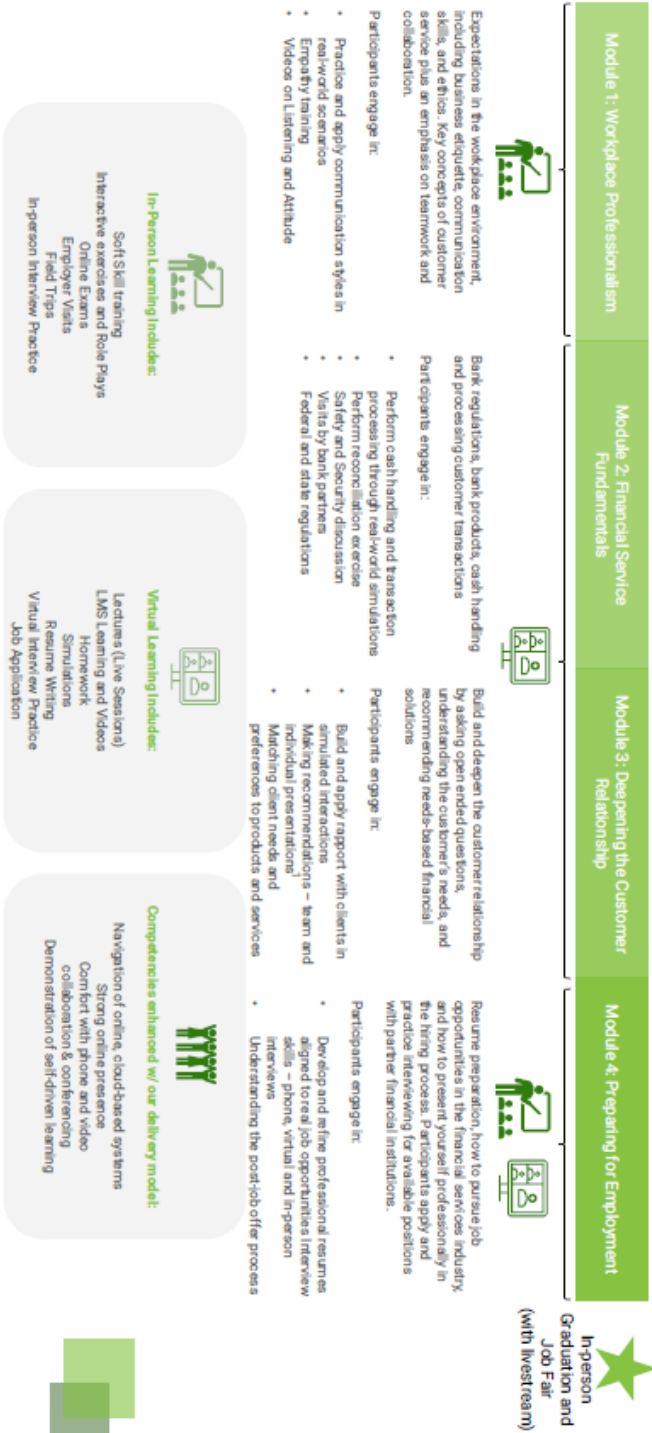 Module 1: Workplace Professionalism
Module 2: Financial Service
Fundamentals
Module 3: Deepening the Customer
Relationship
Module 4: Preparing for Employment
In-person
Graduation and
Job Fair
(with livestream)
Expectations in the workplace environment,
including business etiquette, communication
skills, and ethics. Key concepts of customer
service plus an emphasis on teamwork and
collaboration.
Participants engage in:
• Practice and apply communication styles in
real-world scenarios
• Empathy training
• Videos on Listening and Attitude
Bank regulations, bank products, cash handling
and processing customer transactions
Participants engage in:
• Perform cash handling and transaction
processing through real-world simulations
• Perform reconciliation exercise
• Safety and Security discussion
• Visits by bank partners
• Federal and state regulations
Build and deepen the customer relationship
by asking open ended questions,
understanding the customer's needs, and
recommending needs-based financial
solutions
Participants engage in:
• Build and apply rapport with clients in
simulated interactions
• Making recommendations – team and
individual presentations1
• Matching client needs and
preferences to products and services
Resume preparation, how to pursue job
opportunities in the financial services industry,
and how to present yourself professionally in
the hiring process. Participants apply and
practice interviewing for available positions
with partner financial institutions.
Participants engage in:
• Develop and refine professional resumes
aligned to real job opportunities Interview
skills – phone, virtual and in-person
interviews
• Understanding the post-job offer process
In-Person Learning Includes:
Soft Skill training
Interactive exercises and Role Plays
Online Exams
Employer Visits
Field Trips
In-person Interview Practice
Virtual Learning Includes:
Lectures (Live Sessions)
LMS Learning and Videos
Homework
Simulations
Resume Writing
Virtual Interview Practice
Job Application
Competencies enhanced w/ our delivery model:
Navigation of online, cloud-based systems
Strong online presence
Comfort with phone and video
collaboration & conferencing
Demonstration of self-driven learning